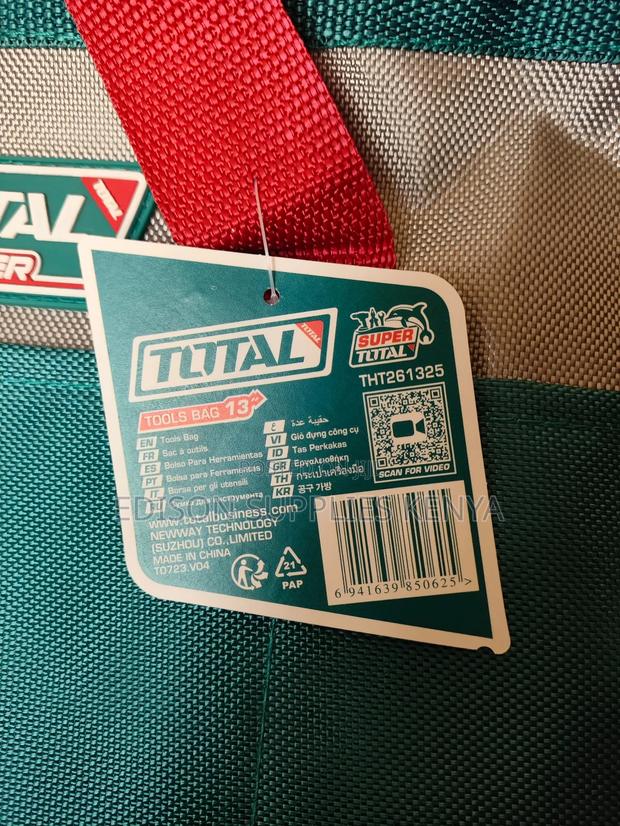 TOTAL
TAL
TOTAL
ER
TOTAL
TOTAL
SUPER
TOTAL
THT261325
TOOLS BAG 13"
EN Tools Bag
FR Sac à outils
ES Bolso Para Herramientas
PT Bolsa para Ferramentas
IT Borsa per gli utensili
ع حقيبة عدة
VI Giỏ đựng công cụ
ID Tas Perkakas
GR Εργαλειοθήκη
TH กระเป๋าเครื่องมือ
KR 공구 가방
SCAN FOR VIDEO
EDISON SUPPLIES KENYA
www.totalbusiness.com
NEWWAY TECHNOLOGY
(SUZHOU) CO.,LIMITED
MADE IN CHINA
T0723.V04
21
PAP
6 941639 850625 >